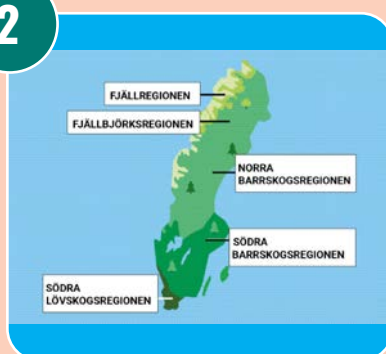 2
FJÄLLREGIONEN
FJÄLLBJÖRKSREGIONEN
NORRA
BARRSKOGSREGIONEN
SÖDRA
BARRSKOGSREGIONEN
SÖDRA
LÖVSKOGSREGIONEN